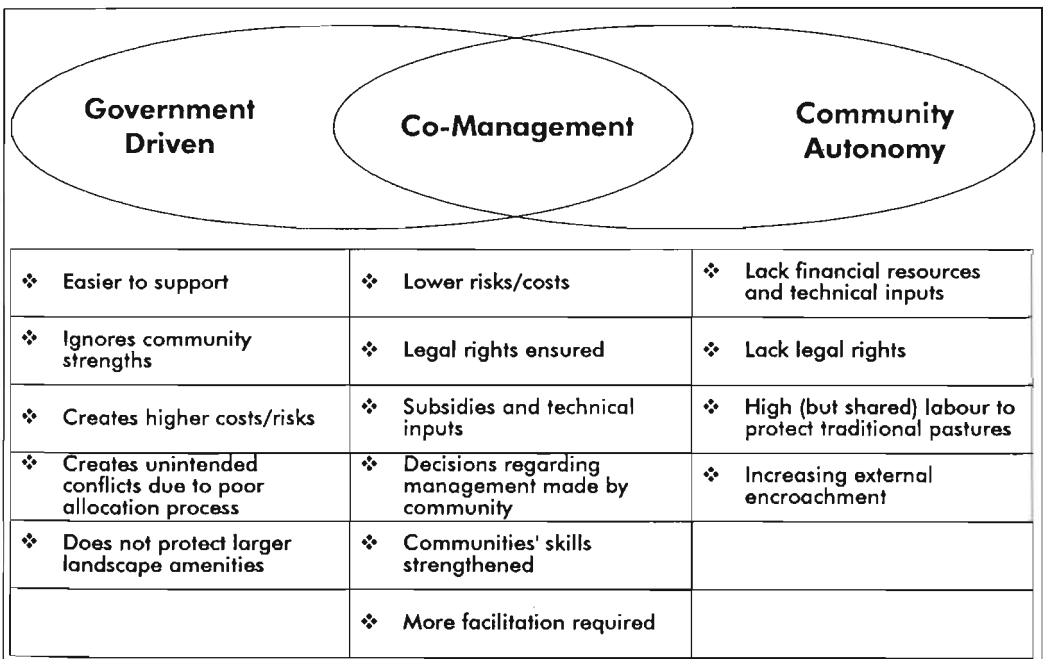 Government
Driven
Co-Management
Community
Autonomy
❖ Easier to support
❖ Lower risks/costs
❖ Lack financial resources
and technical inputs
❖ Ignores community
strengths
❖ Legal rights ensured
❖ Lack legal rights
❖ Creates higher costs/risks
❖ Subsidies and technical
inputs
❖ High (but shared) labour to
protect traditional pastures
❖ Creates unintended
conflicts due to poor
allocation process
❖ Decisions regarding
management made by
community
❖ Increasing external
encroachment
❖ Does not protect larger
landscape amenities
❖ Communities' skills
strengthened
❖ More facilitation required